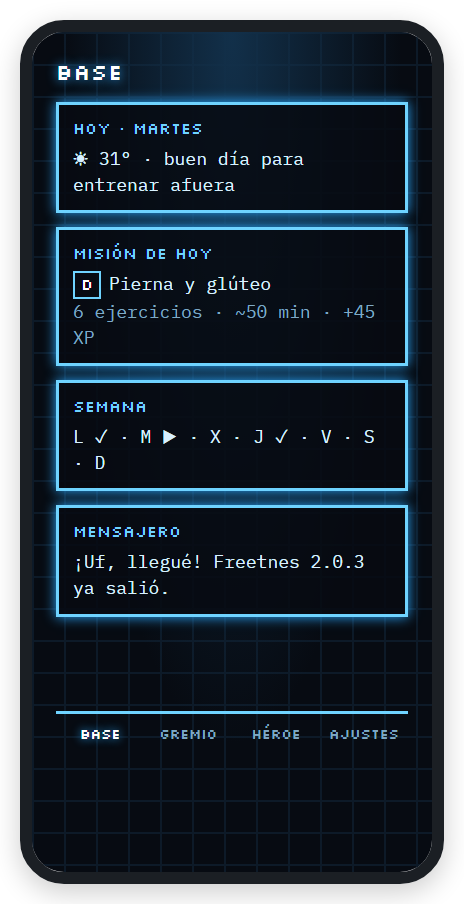 BASE
HOY · MARTES
☀ 31° · buen día para
entrenar afuera
MISIÓN DE HOY
D Pierna y glúteo
6 ejercicios · ~50 min · +45
XP
SEMANA
L ✓ · M ▶ · X · J ✓ · V · S
· D
MENSAJERO
¡Uf, llegué! Freetnes 2.0.3
ya salió.
BASE GREMIO HÉROE AJUSTES